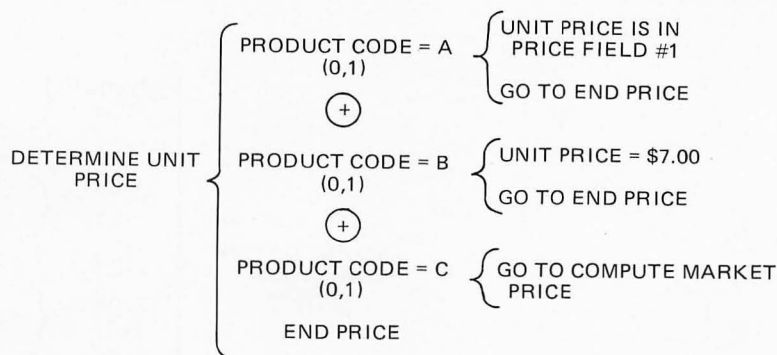 DETERMINE UNIT
PRICE
PRODUCT CODE = A
(0,1)
UNIT PRICE IS IN
PRICE FIELD #1
GO TO END PRICE
+
PRODUCT CODE = B
(0,1)
UNIT PRICE = $7.00
GO TO END PRICE
+
PRODUCT CODE = C
(0,1)
GO TO COMPUTE MARKET
PRICE
END PRICE